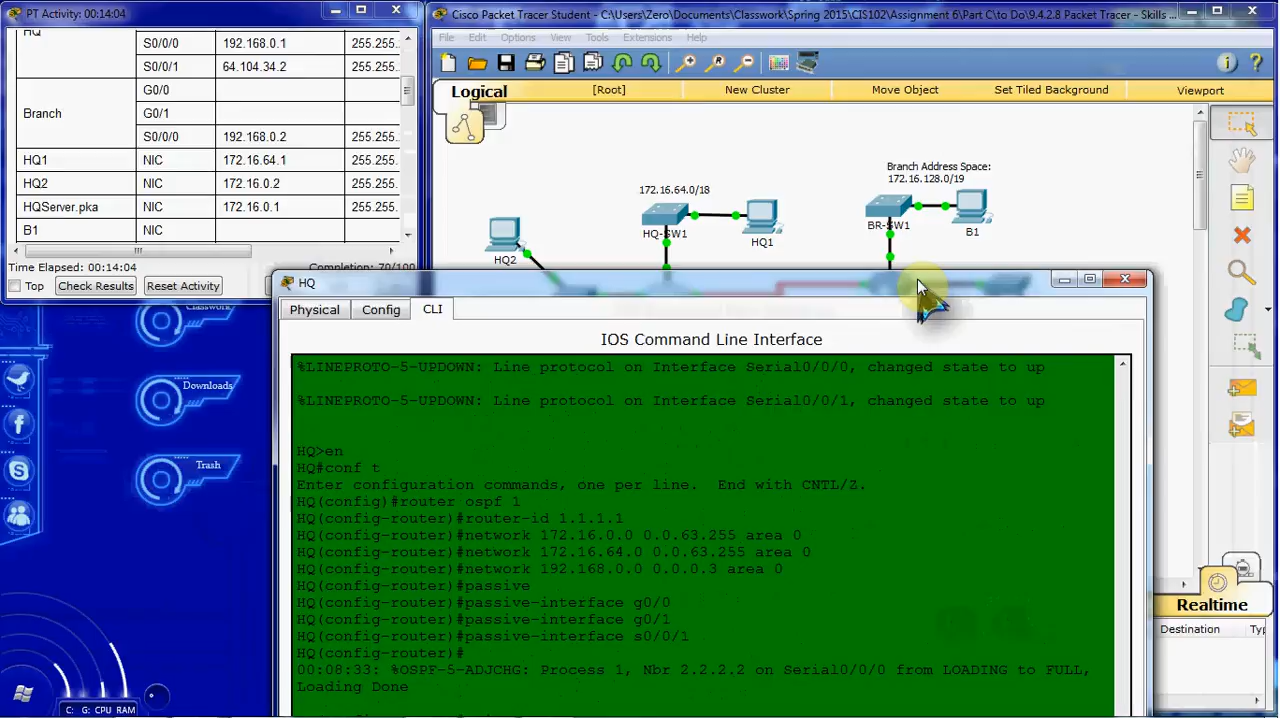 PT Activity: 00:14:04
HQ
S0/0/0 192.168.0.1 255.255.
S0/0/1 64.104.34.2 255.255.
Branch
G0/0
G0/1
S0/0/0 192.168.0.2 255.255.
HQ1 NIC 172.16.64.1 255.255.
HQ2 NIC 172.16.0.2 255.255.
HQServer.pka NIC 172.16.0.1 255.255.
B1 NIC
Time Elapsed: 00:14:04 Completion: 70/100
Top Check Results Reset Activity
Cisco Packet Tracer Student - C:\Users\Zero\Documents\Classwork\Spring 2015\CIS102\Assignment 6\Part C\to Do\9.4.2.8 Packet Tracer - Skills ...
File Edit Options View Tools Extensions Help
Logical [Root] New Cluster Move Object Set Tiled Background Viewport
Branch Address Space:
172.16.128.0/19
172.16.64.0/18
HQ-SW1
HQ1
BR-SW1
B1
HQ2
HQ
Physical Config CLI
IOS Command Line Interface
%LINEPROTO-5-UPDOWN: Line protocol on Interface Serial0/0/0, changed state to up
%LINEPROTO-5-UPDOWN: Line protocol on Interface Serial0/0/1, changed state to up
HQ>en
HQ#conf t
Enter configuration commands, one per line. End with CNTL/Z.
HQ(config)#router ospf 1
HQ(config-router)#router-id 1.1.1.1
HQ(config-router)#network 172.16.0.0 0.0.63.255 area 0
HQ(config-router)#network 172.16.64.0 0.0.63.255 area 0
HQ(config-router)#network 192.168.0.0 0.0.0.3 area 0
HQ(config-router)#passive
HQ(config-router)#passive-interface g0/0
HQ(config-router)#passive-interface g0/1
HQ(config-router)#passive-interface s0/0/1
HQ(config-router)#
00:08:33: %OSPF-5-ADJCHG: Process 1, Nbr 2.2.2.2 on Serial0/0/0 from LOADING to FULL,
Loading Done
Realtime
Destination Typ
Classwork
Downloads
Trash
C: G: CPU RAM